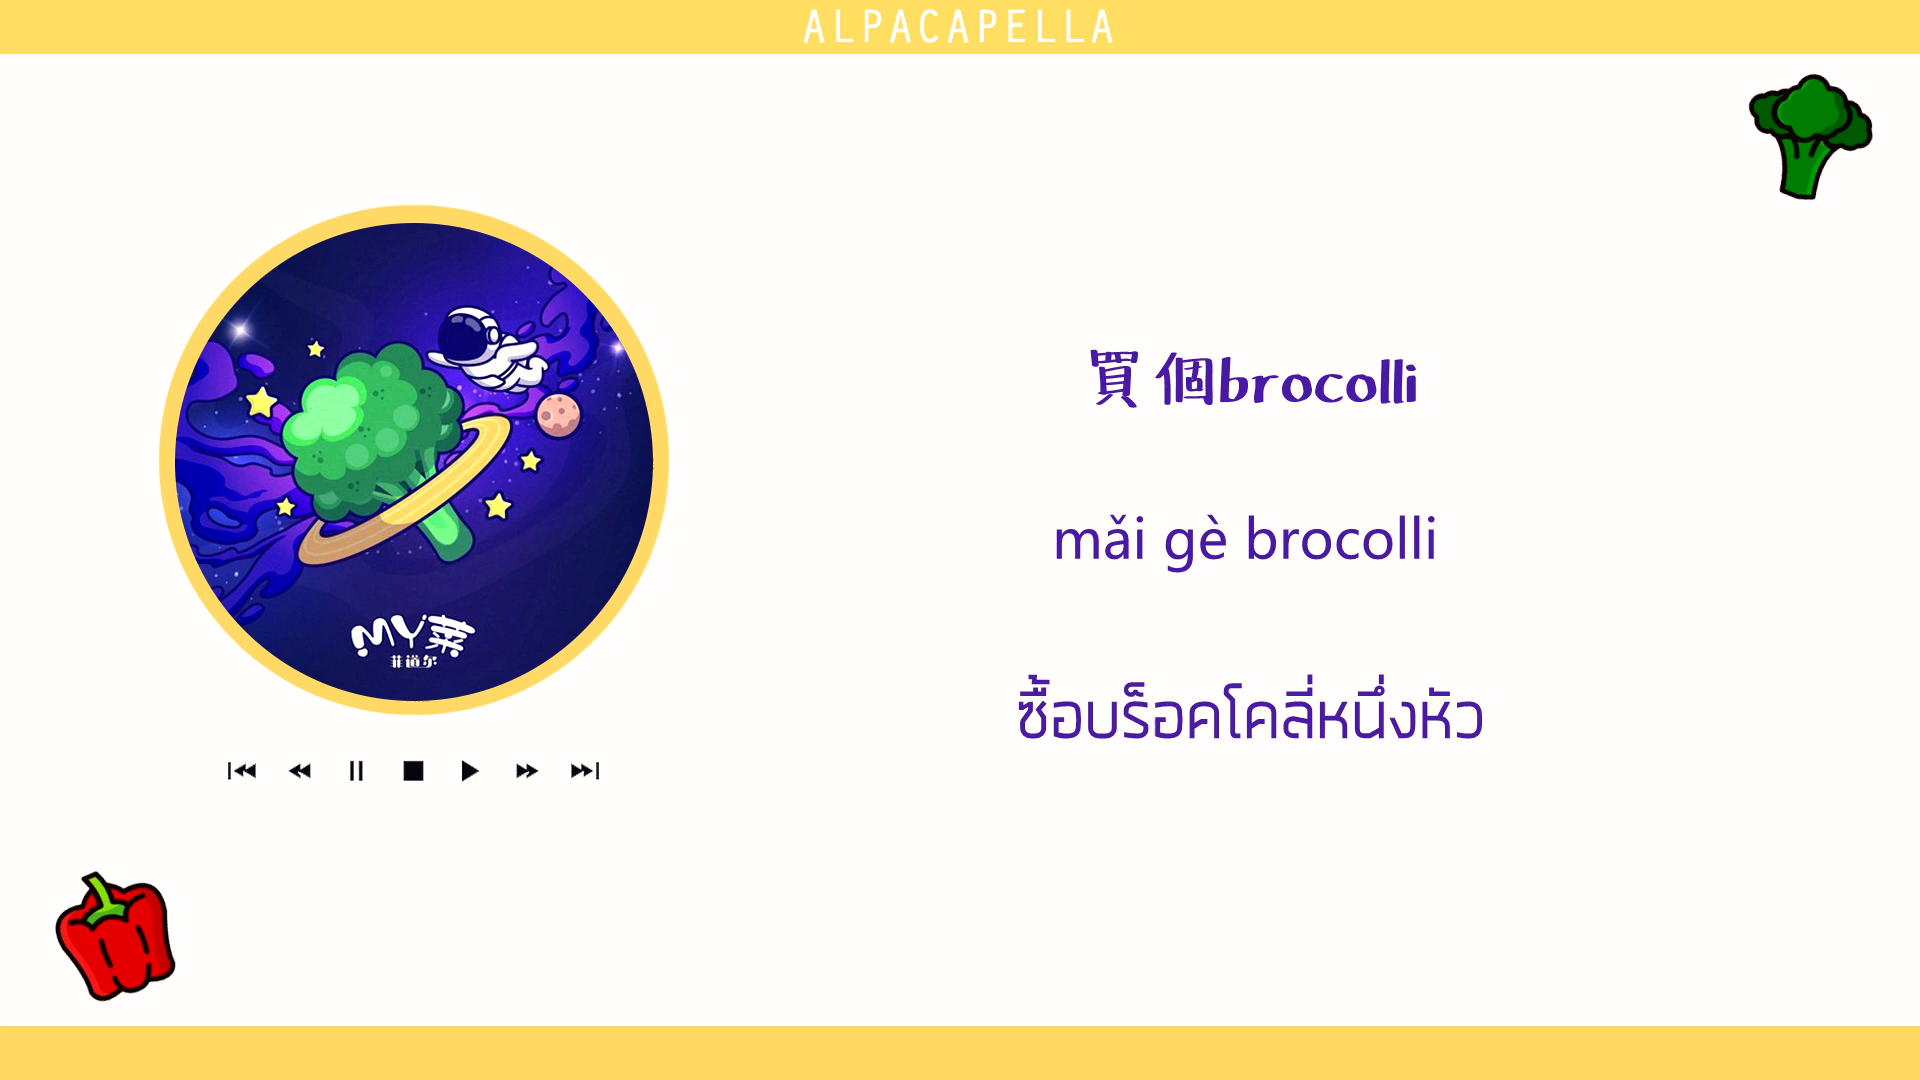 ALPACAPELLA
買個brocolli
mǎi gè brocolli
ซื้อบร็อคโคลี่หนึ่งหัว
MY菜
菲道尔